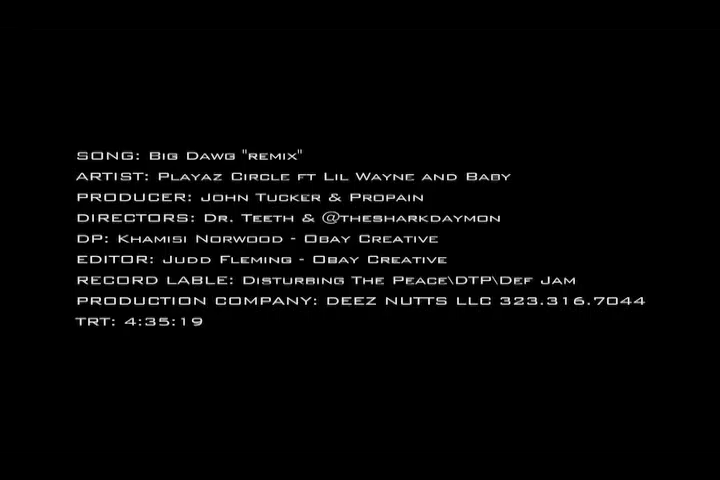 SONG: Big Dawg "remix"
ARTIST: Playaz Circle ft Lil Wayne and Baby
PRODUCER: John Tucker & Propain
DIRECTORS: Dr. Teeth & @thesharkdaymon
DP: Khamisi Norwood - Obay Creative
EDITOR: Judd Fleming - Obay Creative
RECORD LABLE: Disturbing The Peace\DTP\Def Jam
PRODUCTION COMPANY: DEEZ NUTTS LLC 323.316.7044
TRT: 4:35:19